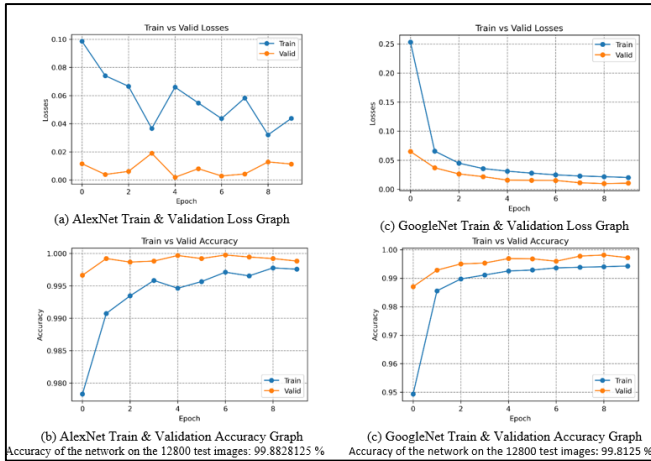 Train vs Valid Losses
0.10
0.08
0.06
0.04
0.02
0.00
Losses
Train
Valid
0 2 4 6 8
Epoch
(a) AlexNet Train & Validation Loss Graph
Train vs Valid Losses
0.25
0.20
0.15
0.10
0.05
0.00
Losses
Train
Valid
0 2 4 6 8
Epoch
(c) GoogleNet Train & Validation Loss Graph
Train vs Valid Accuracy
1.000
0.995
0.990
0.985
0.980
Accuracy
Train
Valid
0 2 4 6 8
Epoch
(b) AlexNet Train & Validation Accuracy Graph
Accuracy of the network on the 12800 test images: 99.8828125 %
Train vs Valid Accuracy
1.00
0.99
0.98
0.97
0.96
0.95
Accuracy
Train
Valid
0 2 4 6 8
Epoch
(c) GoogleNet Train & Validation Accuracy Graph
Accuracy of the network on the 12800 test images: 99.8125 %